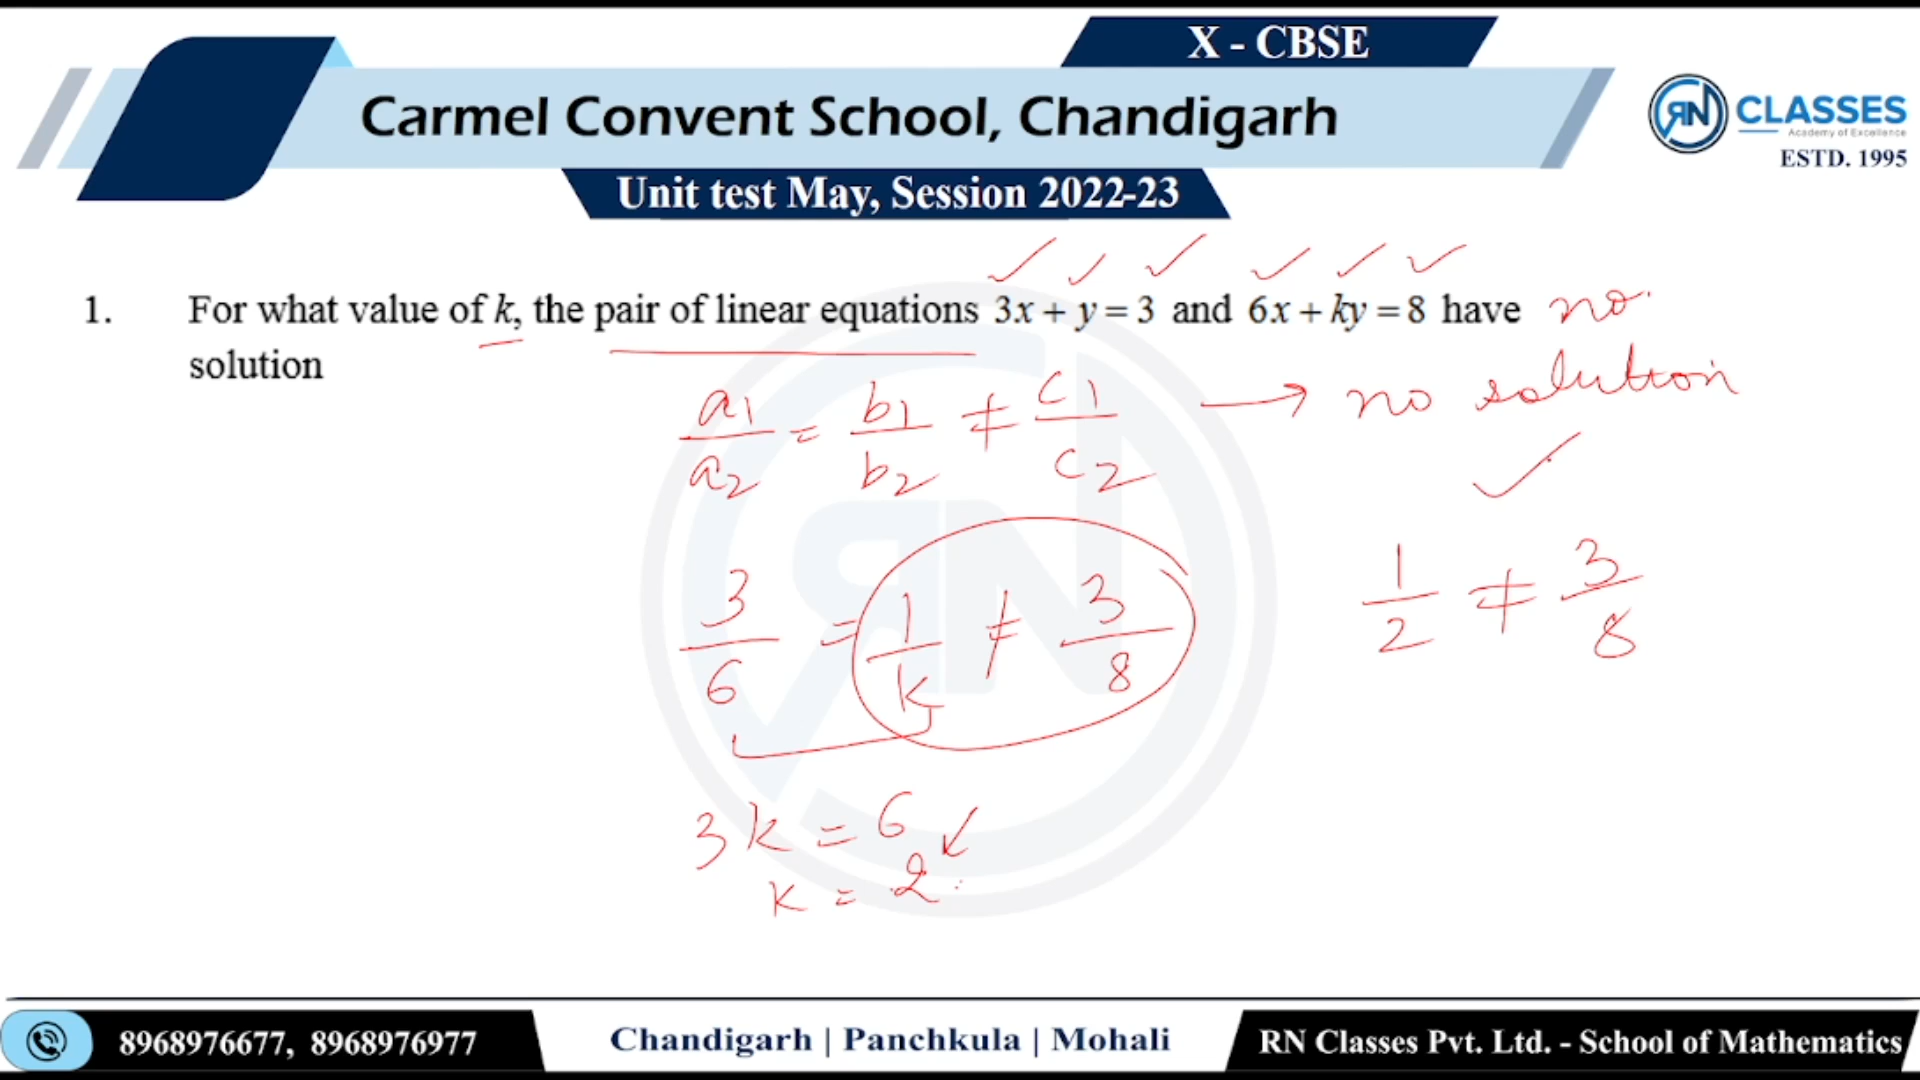 X - CBSE
Carmel Convent School, Chandigarh
RN CLASSES
Academy of Excellence
ESTD. 1995
Unit test May, Session 2022-23
1. For what value of k, the pair of linear equations 3x + y = 3 and 6x + ky = 8 have no
solution
a1/a2 = b1/b2 ≠ c1/c2 → no solution
3/6 = 1/k ≠ 3/8
1/2 ≠ 3/8
3k = 6
k = 2
8968976677, 8968976977
Chandigarh | Panchkula | Mohali
RN Classes Pvt. Ltd. - School of Mathematics